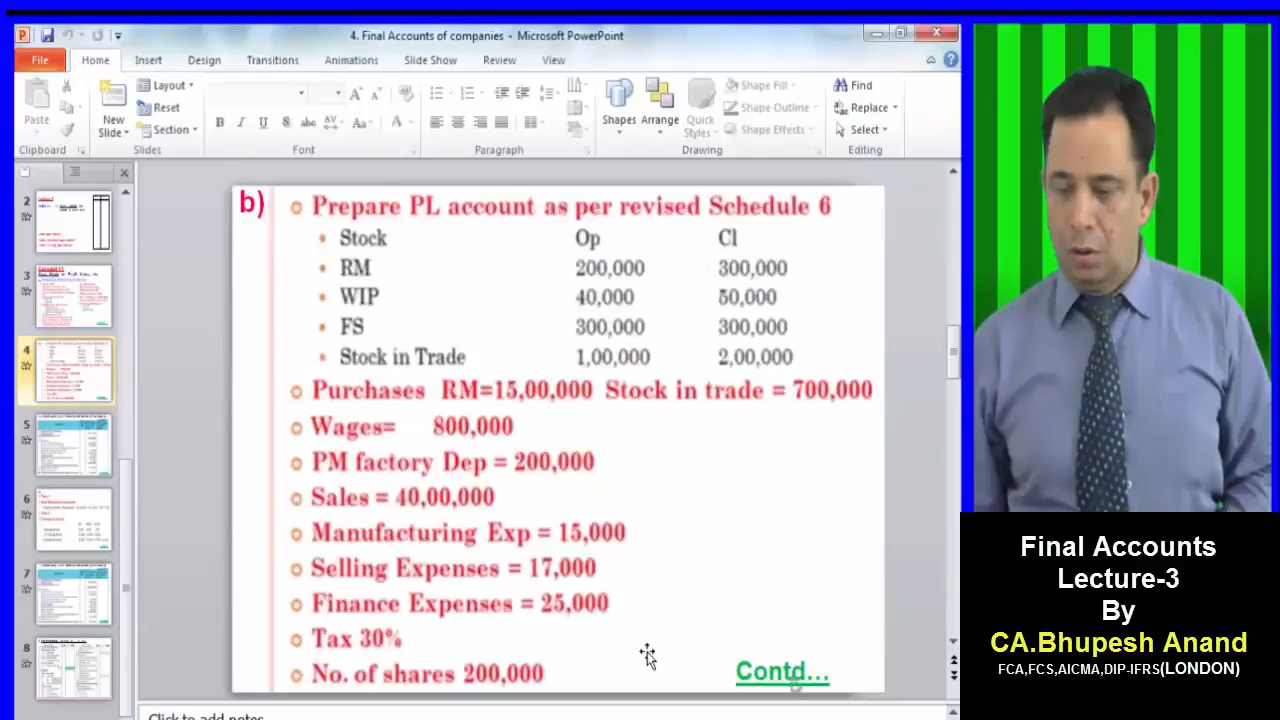 4. Final Accounts of companies - Microsoft PowerPoint
File Home Insert Design Transitions Animations Slide Show Review View
Paste
New
Slide
Layout
Reset
Section
Shapes
Arrange
Quick
Styles
Shape Fill
Shape Outline
Shape Effects
Find
Replace
Select
Clipboard Slides Font Paragraph Drawing Editing
2
3
4
5
6
7
8
b) Prepare PL account as per revised Schedule 6
Stock Op Cl
RM 200,000 300,000
WIP 40,000 50,000
FS 300,000 300,000
Stock in Trade 1,00,000 2,00,000
Purchases RM=15,00,000 Stock in trade = 700,000
Wages= 800,000
PM factory Dep = 200,000
Sales = 40,00,000
Manufacturing Exp = 15,000
Selling Expenses = 17,000
Finance Expenses = 25,000
Tax 30%
No. of shares 200,000
Contd...
Click to add notes
Final Accounts
Lecture-3
By
CA.Bhupesh Anand
FCA,FCS,AICMA,DIP-IFRS(LONDON)